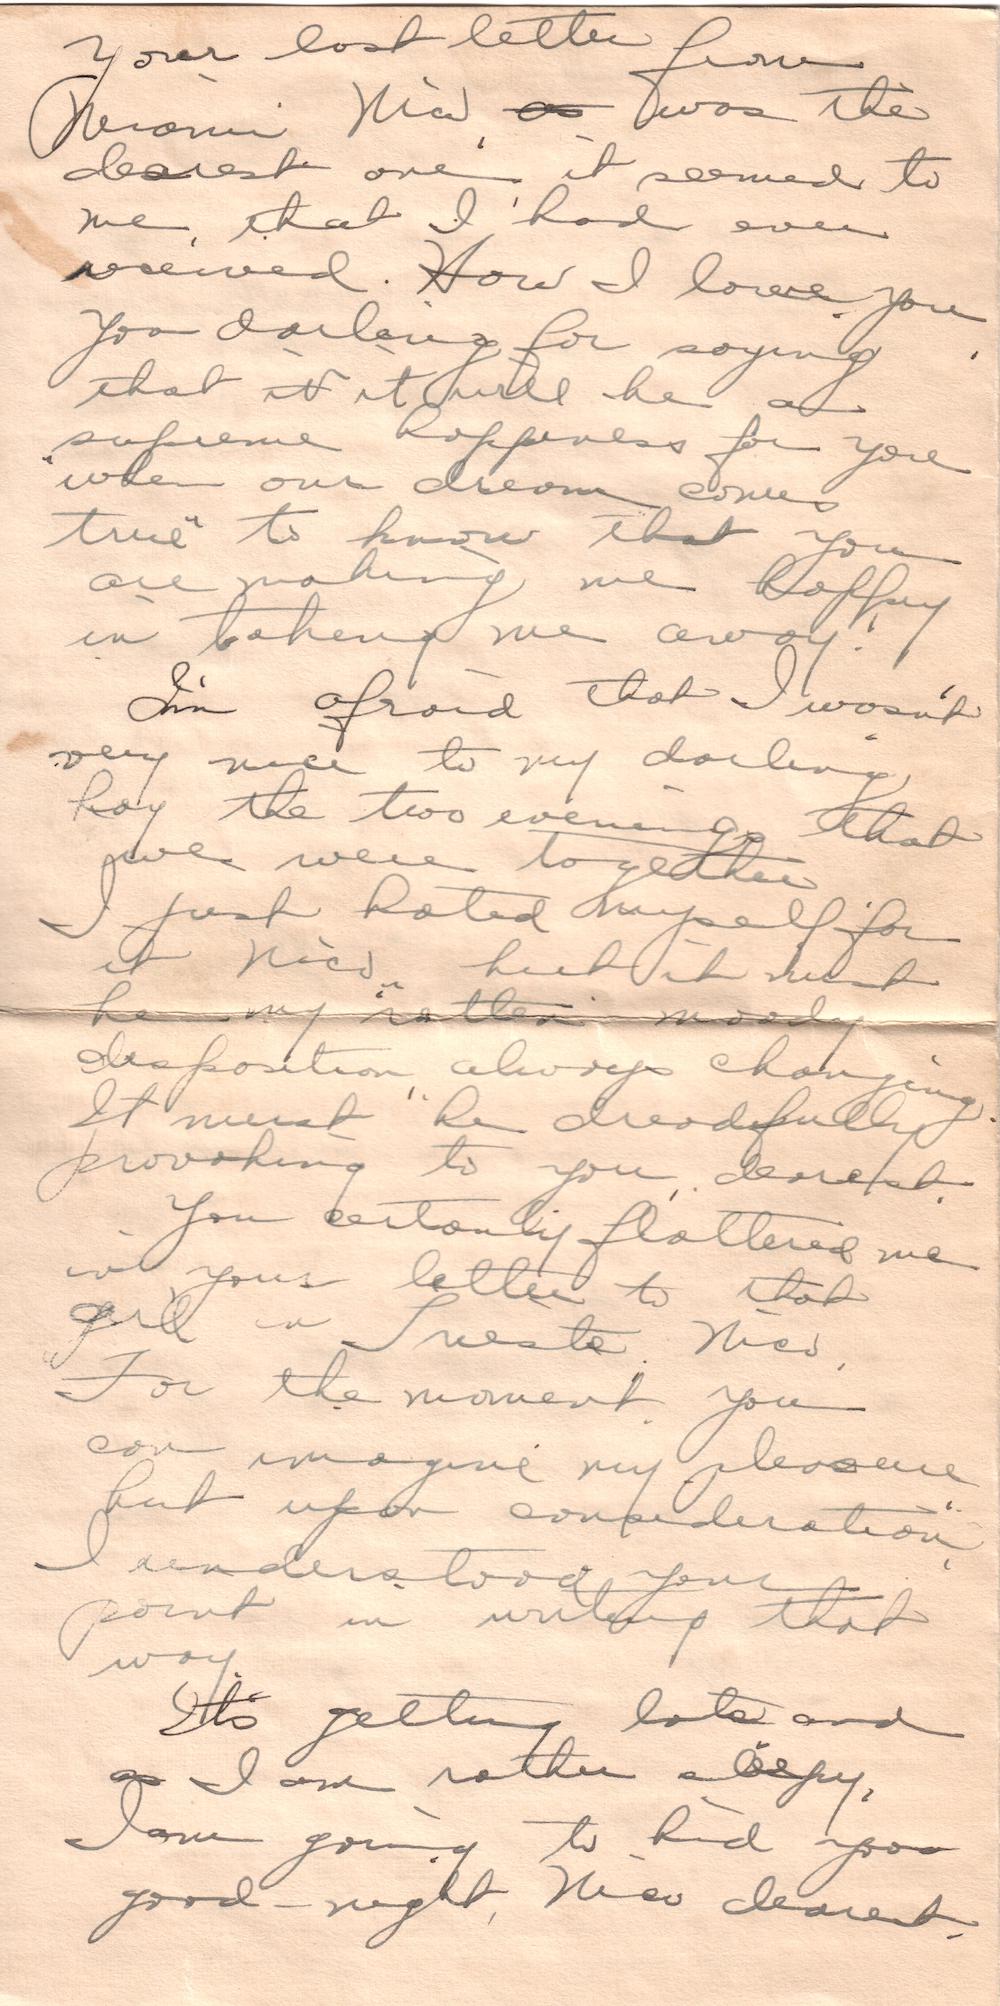 Your last letter from
Nico, was the
dearest one, it seemed to
me, that I had ever
received. How I love you
you darling for saying
that it it will be a
supreme happiness for you
"when our dream comes
true" to know that you
are making me happy
in taking me away!
I'm afraid that I wasn't
very nice to my darling
boy the two evenings that
we were together
I just hated myself for
it Nico, but it must
be my "rotten moody
disposition, always changing.
It must be dreadfully
provoking to you, dearest.
You certainly flattered me
in your letter to that
girl in Trieste, Nico.
For the moment, you
can imagine my pleasure
but upon consideration,
I understood your
point in writing that
way.
It's getting late and
as I am rather sleepy,
I am going to bid you
good-night, Nico dearest.